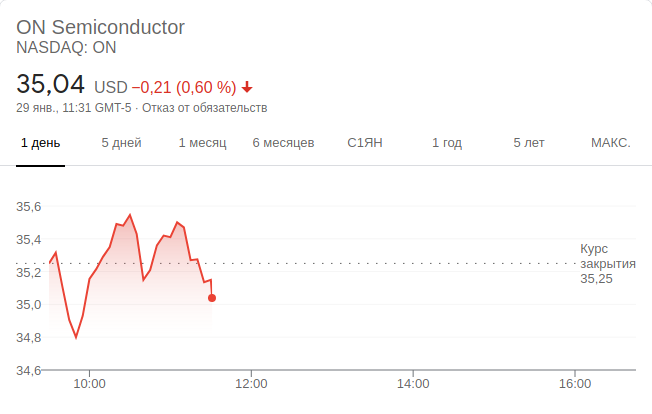 ON Semiconductor
NASDAQ: ON
35,04 USD −0,21 (0,60 %)
29 янв., 11:31 GMT-5 · Отказ от обязательств
1 день 5 дней 1 месяц 6 месяцев С1ЯН 1 год 5 лет МАКС.
35,6
35,4
35,2
35,0
34,8
34,6
Курс
закрытия
35,25
10:00 12:00 14:00 16:00